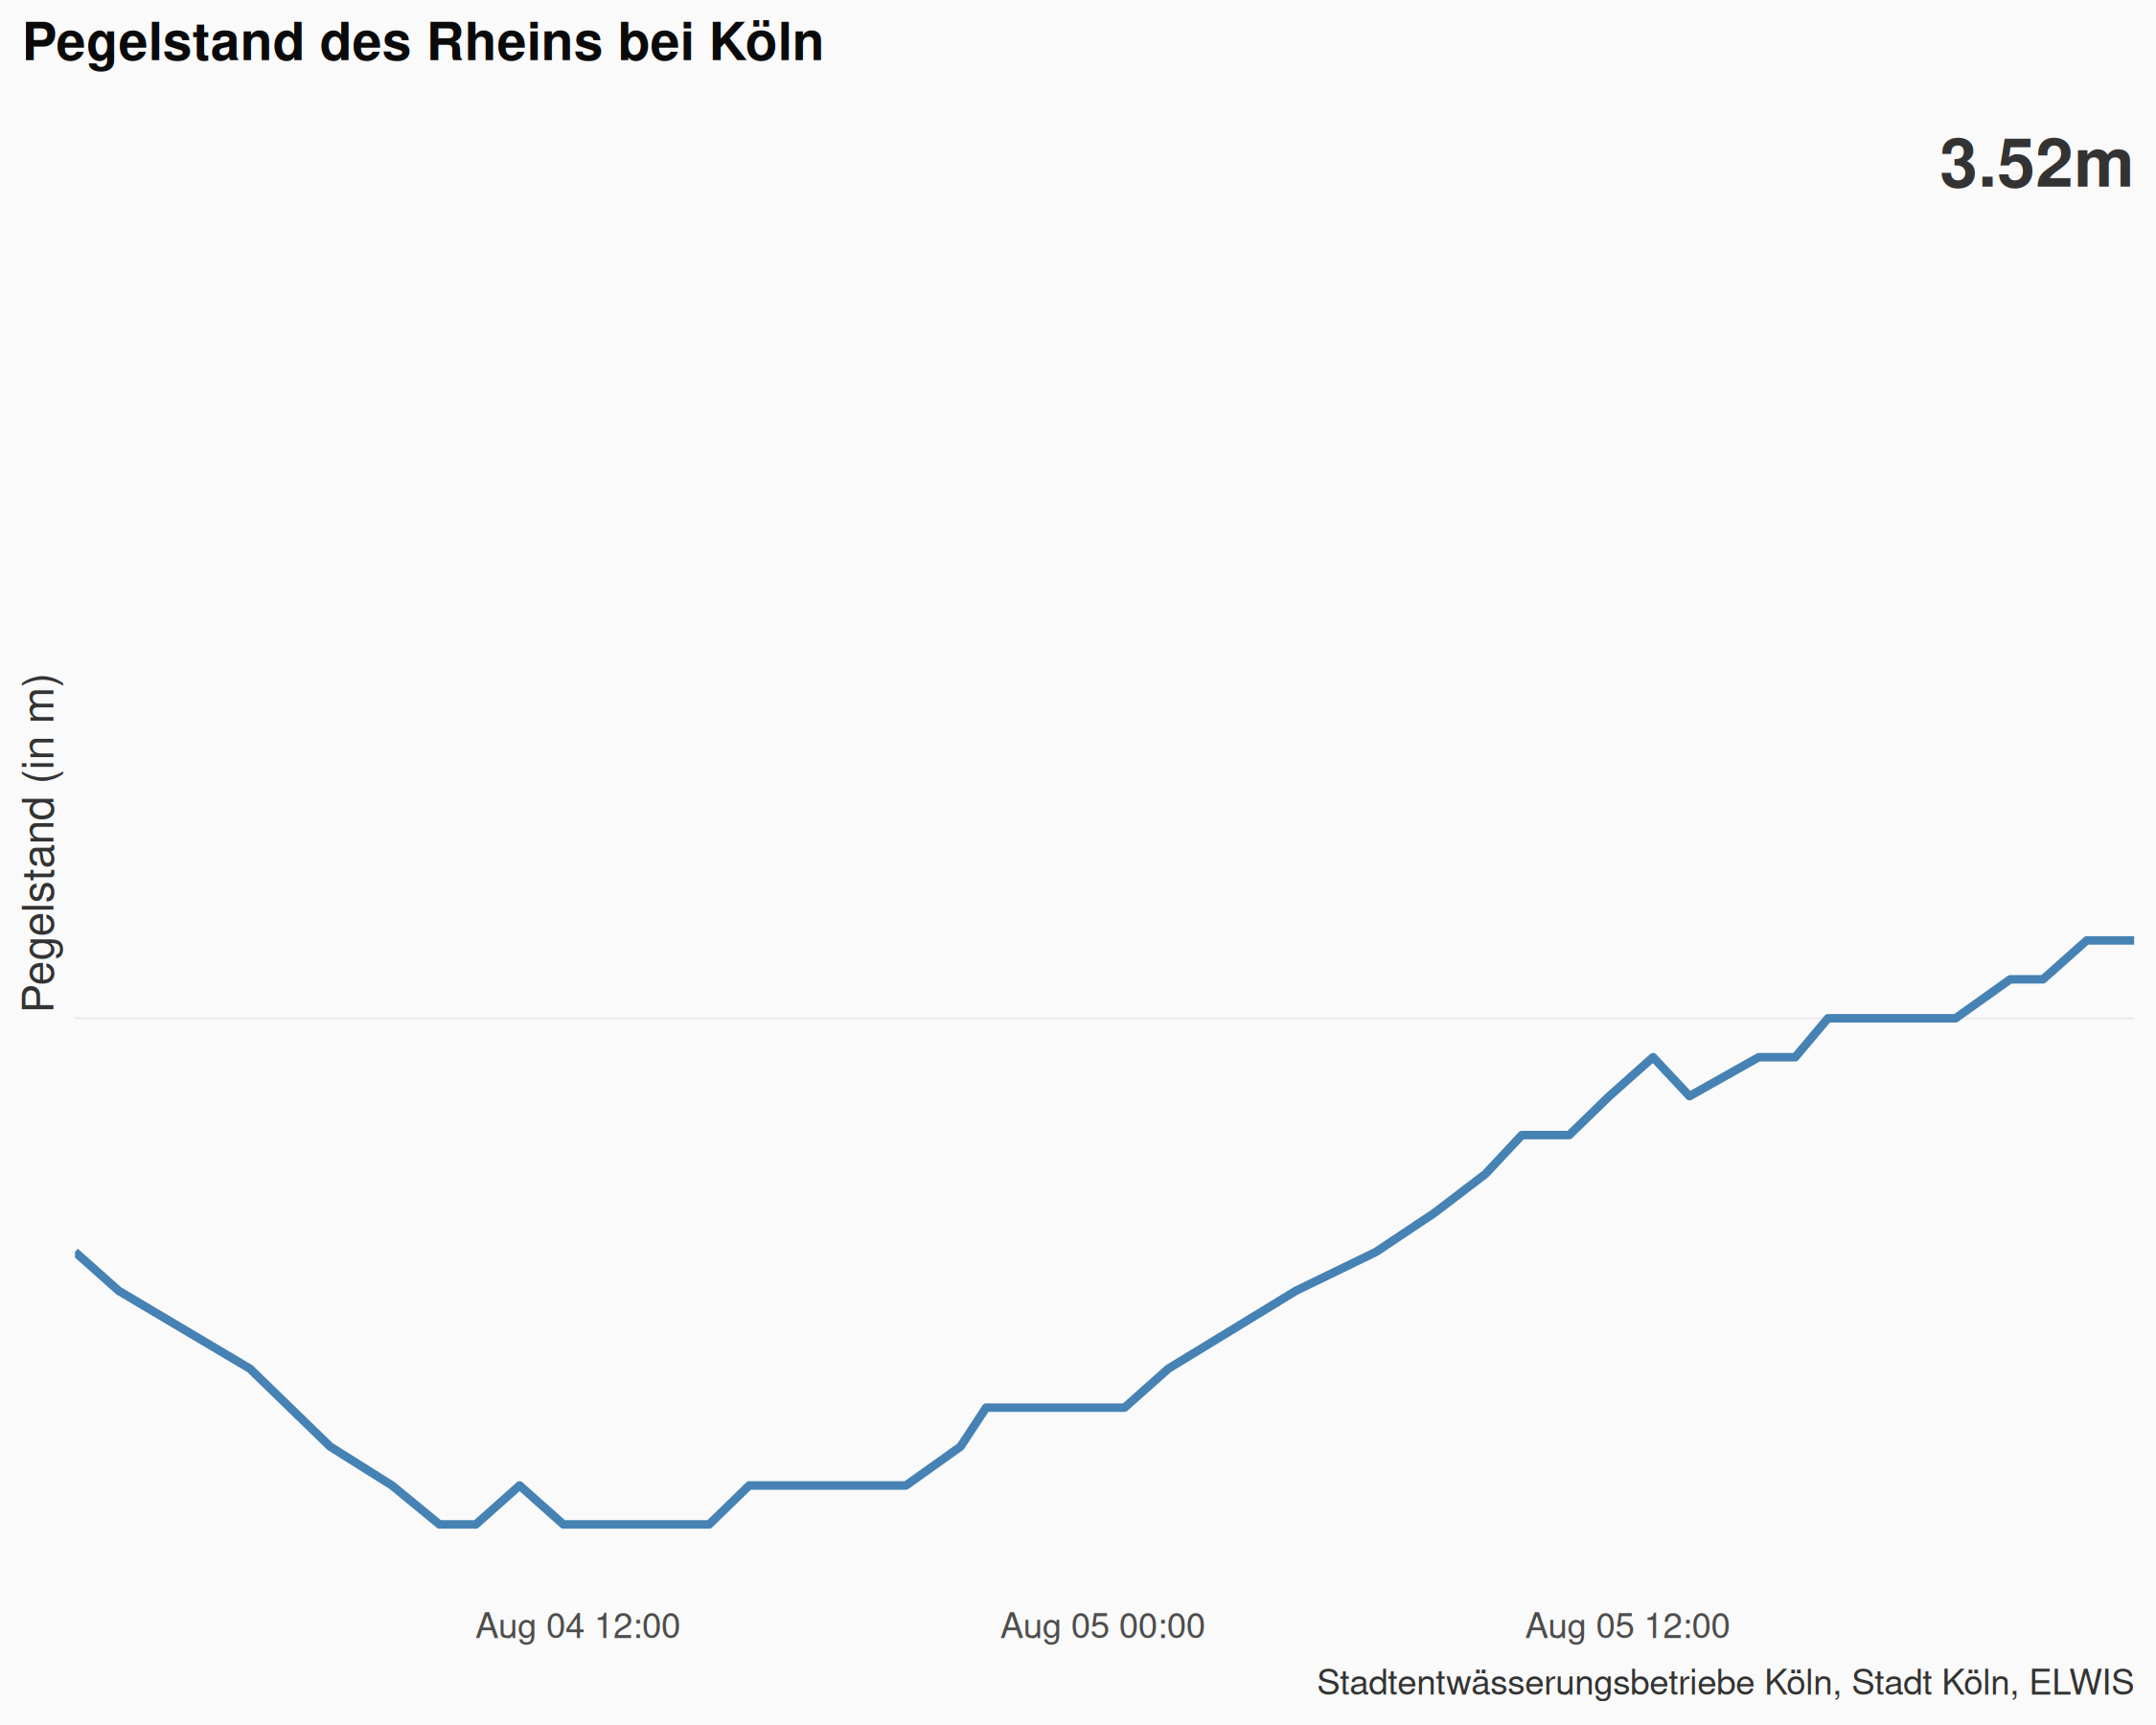 Pegelstand des Rheins bei Köln
3.52m
Pegelstand (in m)
Aug 04 12:00
Aug 05 00:00
Aug 05 12:00
Stadtentwässerungsbetriebe Köln, Stadt Köln, ELWIS